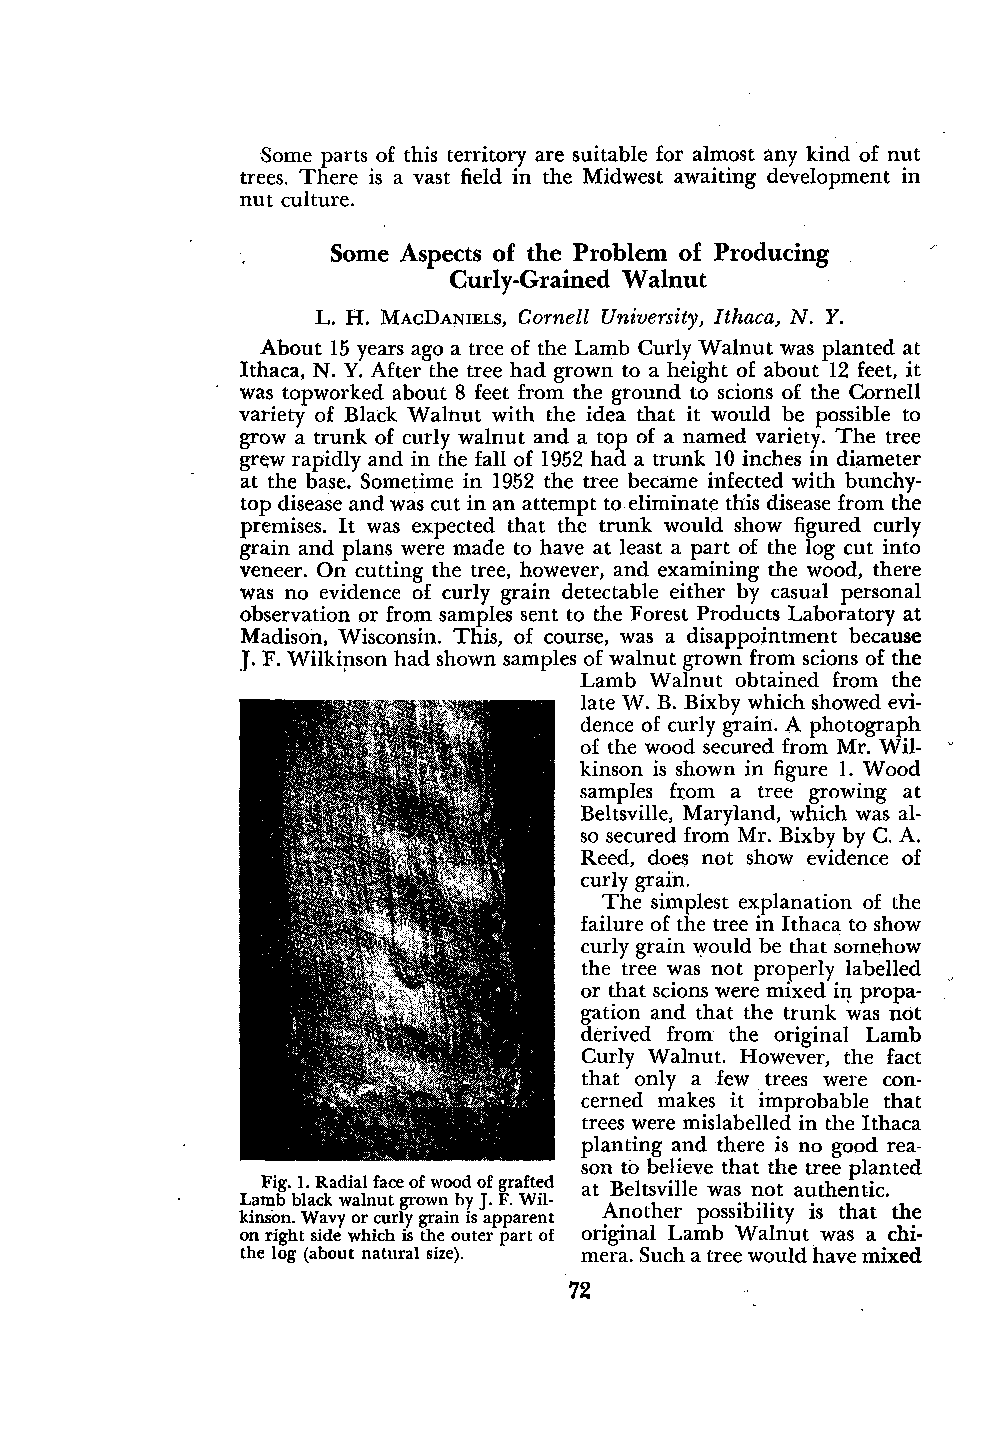 Some parts of this territory are suitable for almost any kind of nut
trees. There is a vast field in the Midwest awaiting development in
nut culture.
Some Aspects of the Problem of Producing
Curly-Grained Walnut
L. H. MACDANIELS, Cornell University, Ithaca, N. Y.
About 15 years ago a tree of the Lamb Curly Walnut was planted at
Ithaca, N. Y. After the tree had grown to a height of about 12 feet, it
was topworked about 8 feet from the ground to scions of the Cornell
variety of Black Walnut with the idea that it would be possible to
grow a trunk of curly walnut and a top of a named variety. The tree
grew rapidly and in the fall of 1952 had a trunk 10 inches in diameter
at the base. Sometime in 1952 the tree became infected with bunchy-
top disease and was cut in an attempt to eliminate this disease from the
premises. It was expected that the trunk would show figured curly
grain and plans were made to have at least a part of the log cut into
veneer. On cutting the tree, however, and examining the wood, there
was no evidence of curly grain detectable either by casual personal
observation or from samples sent to the Forest Products Laboratory at
Madison, Wisconsin. This, of course, was a disappointment because
J. F. Wilkinson had shown samples of walnut grown from scions of the
Lamb Walnut obtained from the
late W. B. Bixby which showed evi-
dence of curly grain. A photograph
of the wood secured from Mr. Wil-
kinson is shown in figure 1. Wood
samples from a tree growing at
Beltsville, Maryland, which was al-
so secured from Mr. Bixby by C. A.
Reed, does not show evidence of
curly grain.
The simplest explanation of the
failure of the tree in Ithaca to show
curly grain would be that somehow
the tree was not properly labelled
or that scions were mixed in propa-
gation and that the trunk was not
derived from the original Lamb
Curly Walnut. However, the fact
that only a few trees were con-
cerned makes it improbable that
trees were mislabelled in the Ithaca
planting and there is no good rea-
son to believe that the tree planted
at Beltsville was not authentic.
Another possibility is that the
original Lamb Walnut was a chi-
mera. Such a tree would have mixed
Fig. 1. Radial face of wood of grafted
Lamb black walnut grown by J. F. Wil-
kinson. Wavy or curly grain is apparent
on right side which is the outer part of
the log (about natural size).
72